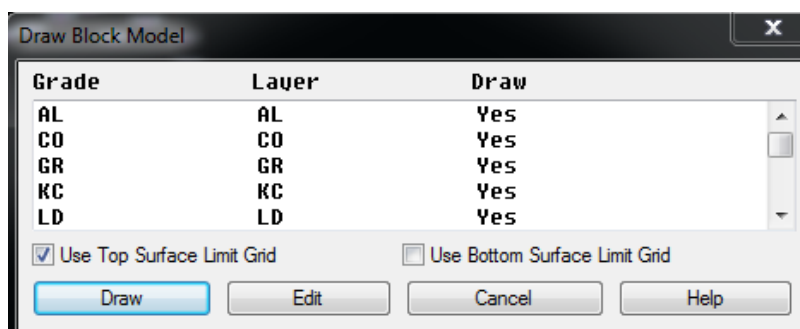 Draw Block Model
Grade Layer Draw
AL AL Yes
CO CO Yes
GR GR Yes
KC KC Yes
LD LD Yes
Use Top Surface Limit Grid Use Bottom Surface Limit Grid
Draw Edit Cancel Help